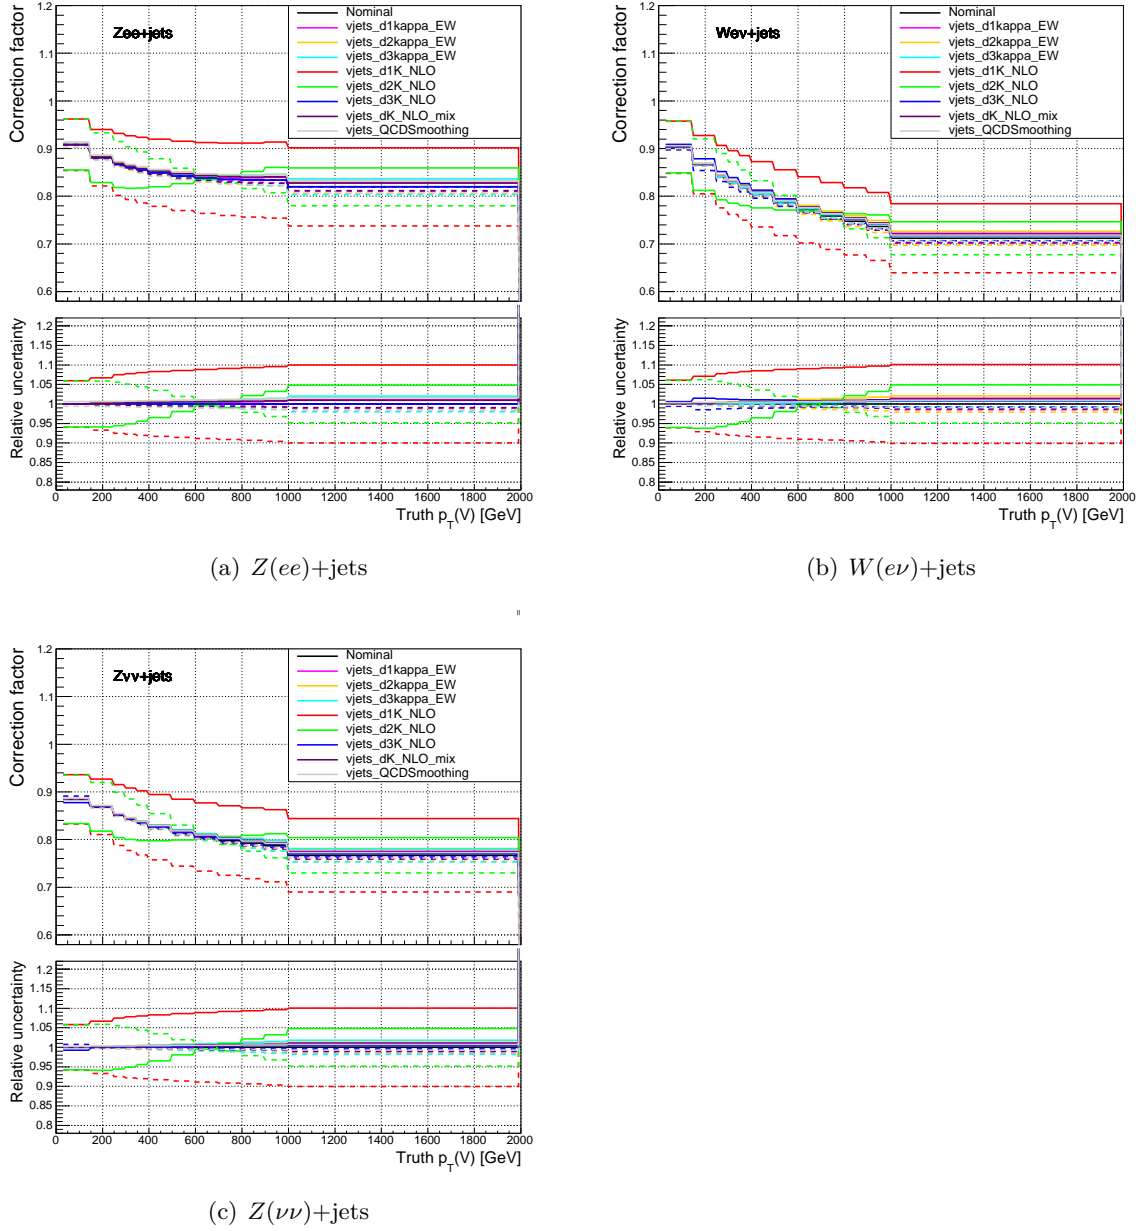 Correction factor
1.2
1.1
1
0.9
0.8
0.7
0.6
Zee+jets
Nominal
vjets_d1kappa_EW
vjets_d2kappa_EW
vjets_d3kappa_EW
vjets_d1K_NLO
vjets_d2K_NLO
vjets_d3K_NLO
vjets_dK_NLO_mix
vjets_QCDSmoothing
Relative uncertainty
1.2
1.15
1.1
1.05
1
0.95
0.9
0.85
0.8
0 200 400 600 800 1000 1200 1400 1600 1800 2000
Truth p_T(V) [GeV]
(a) Z(ee)+jets
Correction factor
1.2
1.1
1
0.9
0.8
0.7
0.6
Weν+jets
Nominal
vjets_d1kappa_EW
vjets_d2kappa_EW
vjets_d3kappa_EW
vjets_d1K_NLO
vjets_d2K_NLO
vjets_d3K_NLO
vjets_dK_NLO_mix
vjets_QCDSmoothing
Relative uncertainty
1.2
1.15
1.1
1.05
1
0.95
0.9
0.85
0.8
0 200 400 600 800 1000 1200 1400 1600 1800 2000
Truth p_T(V) [GeV]
(b) W(eν)+jets
Correction factor
1.2
1.1
1
0.9
0.8
0.7
0.6
Zνν+jets
Nominal
vjets_d1kappa_EW
vjets_d2kappa_EW
vjets_d3kappa_EW
vjets_d1K_NLO
vjets_d2K_NLO
vjets_d3K_NLO
vjets_dK_NLO_mix
vjets_QCDSmoothing
Relative uncertainty
1.2
1.15
1.1
1.05
1
0.95
0.9
0.85
0.8
0 200 400 600 800 1000 1200 1400 1600 1800 2000
Truth p_T(V) [GeV]
(c) Z(νν)+jets